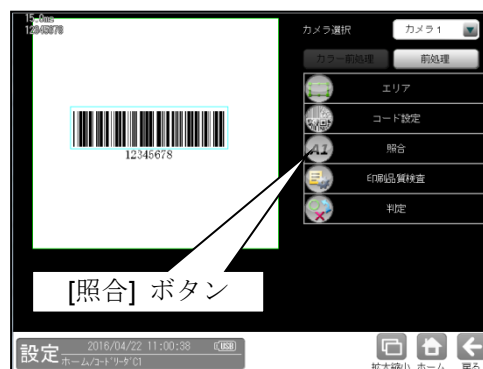 15.0ms
12345678
12345678
[照合] ボタン
カメラ選択
カメラ1
カラー前処理
前処理
エリア
コード設定
照合
印刷品質検査
判定
設定
2016/04/22 11:00:38
USB
ホーム/コードリーダC1
拡大縮小
ホーム
戻る